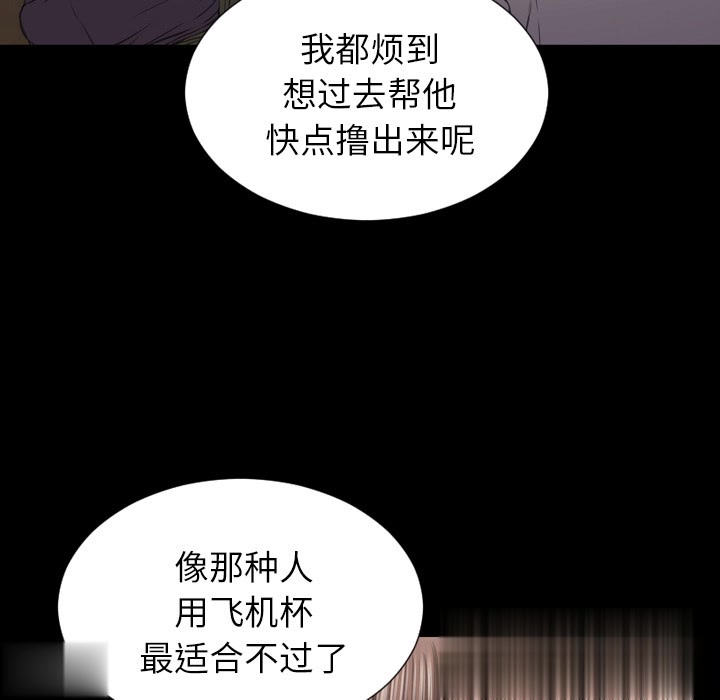 我都烦到
想过去帮他
快点撸出来呢
像那种人
用飞机杯
最适合不过了